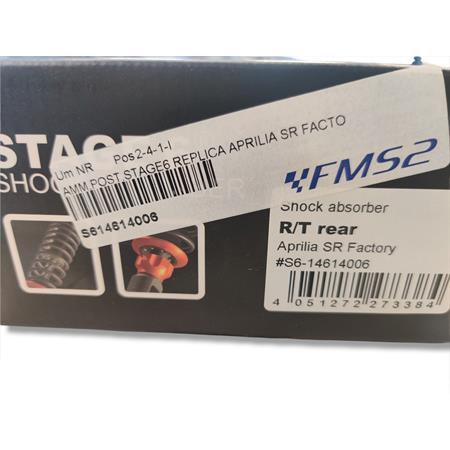 STAGE
SHOC
ER
Um NR Pos2-4-1-I
AMM.POST.STAGE6 REPLICA APRILIA SR FACTO
S614614006
FMS2
Shock absorber
R/T rear
Aprilia SR Factory
#S6-14614006
4 051272 273384